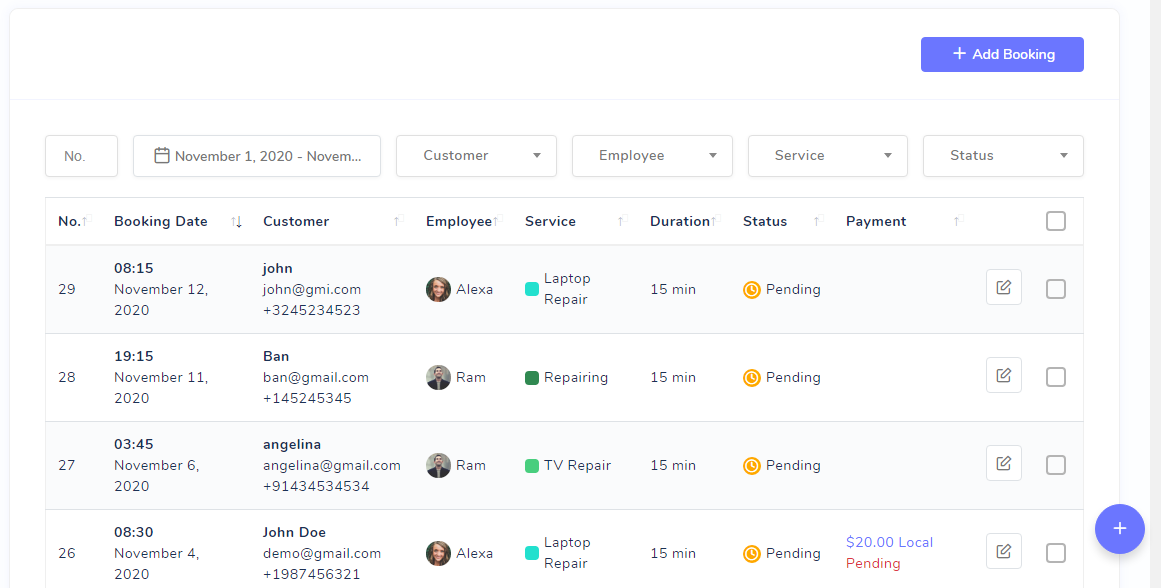 + Add Booking
No.
November 1, 2020 - Novem...
Customer
Employee
Service
Status
No. Booking Date Customer Employee Service Duration Status Payment
29
08:15
November 12,
2020
john
john@gmi.com
+3245234523
Alexa
Laptop
Repair
15 min
Pending
28
19:15
November 11,
2020
Ban
ban@gmail.com
+145245345
Ram
Repairing
15 min
Pending
27
03:45
November 6,
2020
angelina
angelina@gmail.com
+91434534534
Ram
TV Repair
15 min
Pending
26
08:30
November 4,
2020
John Doe
demo@gmail.com
+1987456321
Alexa
Laptop
Repair
15 min
Pending
$20.00 Local
Pending
+